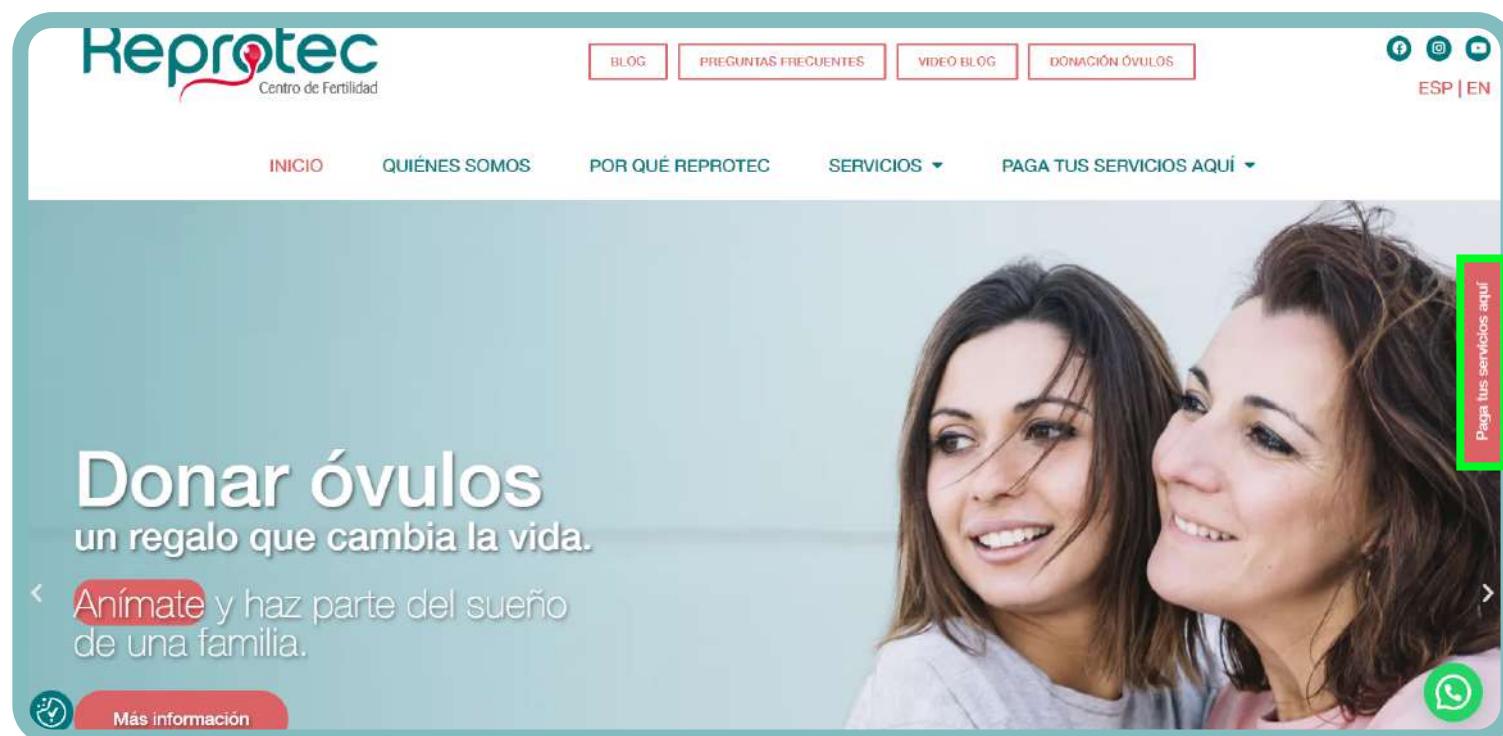 Reprotec
Centro de Fertilidad
BLOG
PREGUNTAS FRECUENTES
VIDEO BLOG
DONACIÓN ÓVULOS
ESP | EN
INICIO
QUIÉNES SOMOS
POR QUÉ REPROTEC
SERVICIOS
PAGA TUS SERVICIOS AQUÍ
Paga tus servicios aquí
Donar óvulos
un regalo que cambia la vida.
Anímate y haz parte del sueño
de una familia.
Más información